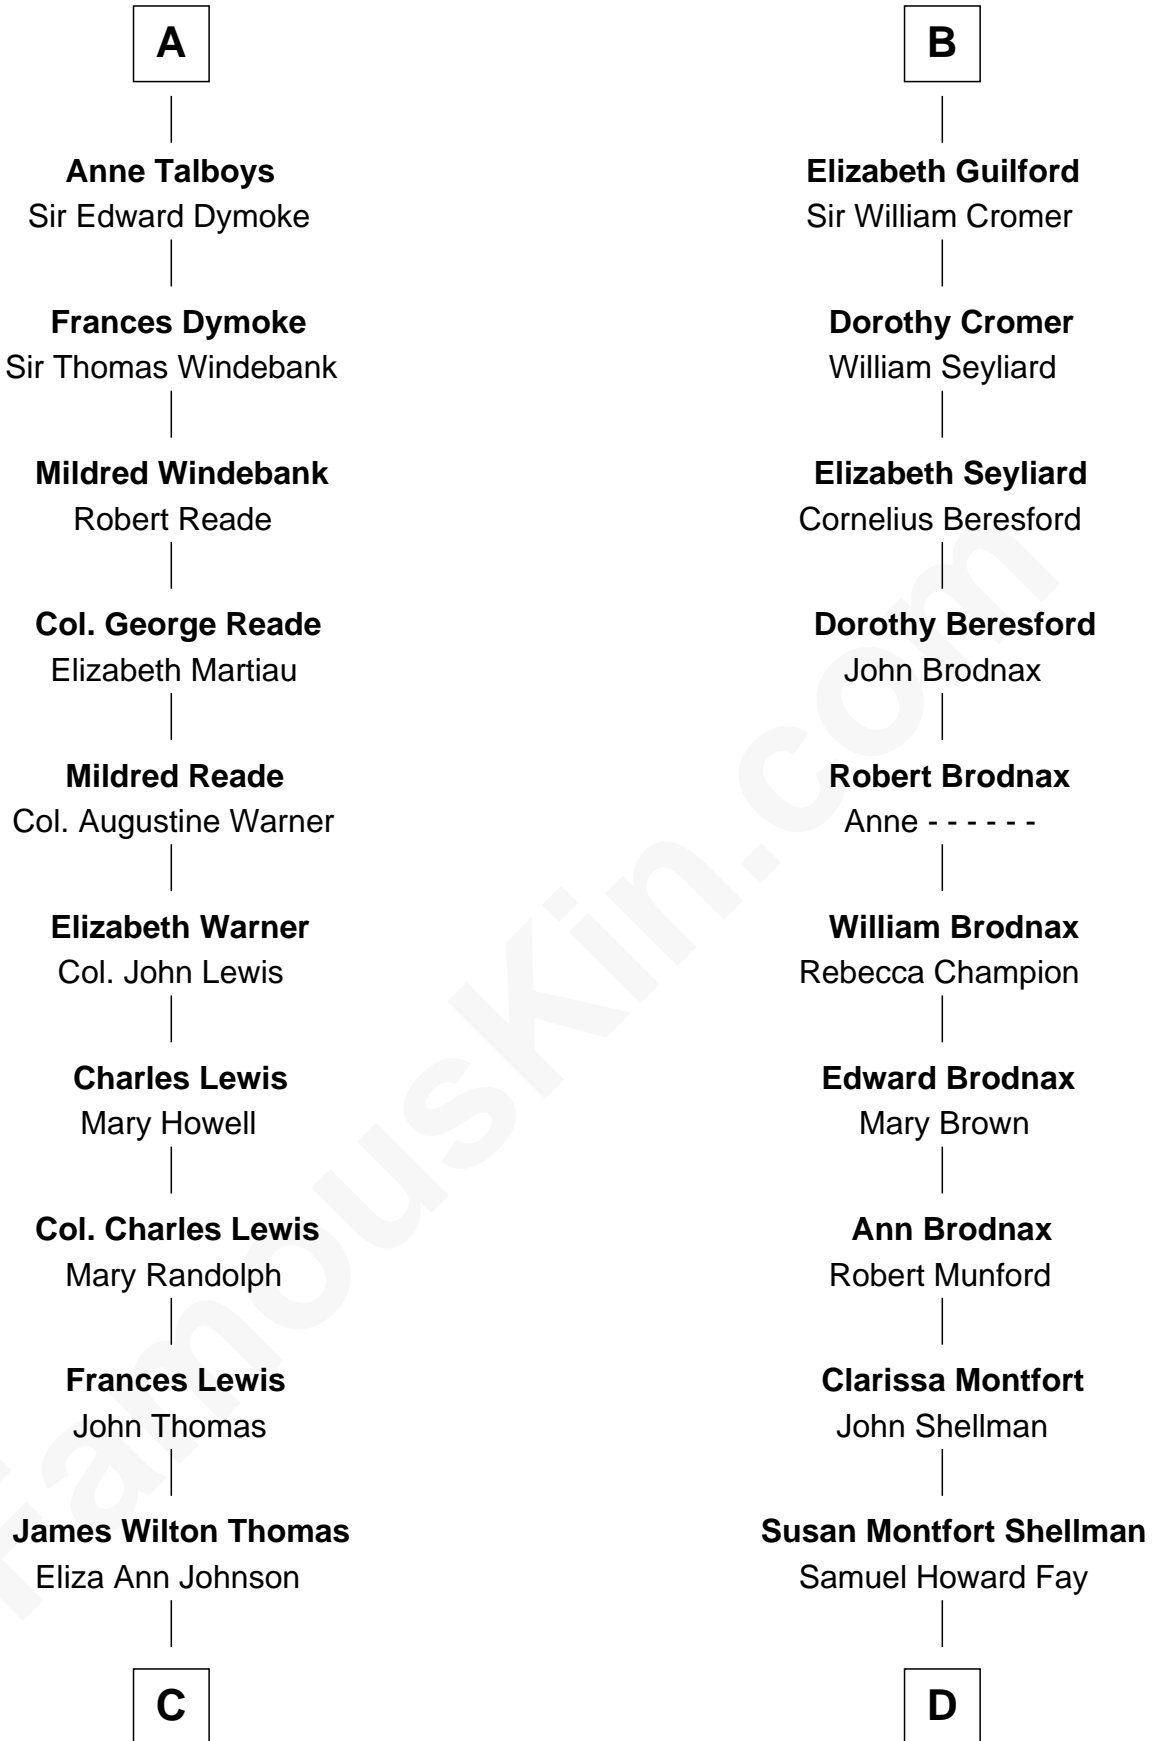 A
Anne Talboys
Sir Edward Dymoke
Frances Dymoke
Sir Thomas Windebank
Mildred Windebank
Robert Reade
Col. George Reade
Elizabeth Martiau
Mildred Reade
Col. Augustine Warner
Elizabeth Warner
Col. John Lewis
Charles Lewis
Mary Howell
Col. Charles Lewis
Mary Randolph
Frances Lewis
John Thomas
James Wilton Thomas
Eliza Ann Johnson
C
B
Elizabeth Guilford
Sir William Cromer
Dorothy Cromer
William Seyliard
Elizabeth Seyliard
Cornelius Beresford
Dorothy Beresford
John Brodnax
Robert Brodnax
Anne - - - - - -
William Brodnax
Rebecca Champion
Edward Brodnax
Mary Brown
Ann Brodnax
Robert Munford
Clarissa Montfort
John Shellman
Susan Montfort Shellman
Samuel Howard Fay
D
FamousKin.com